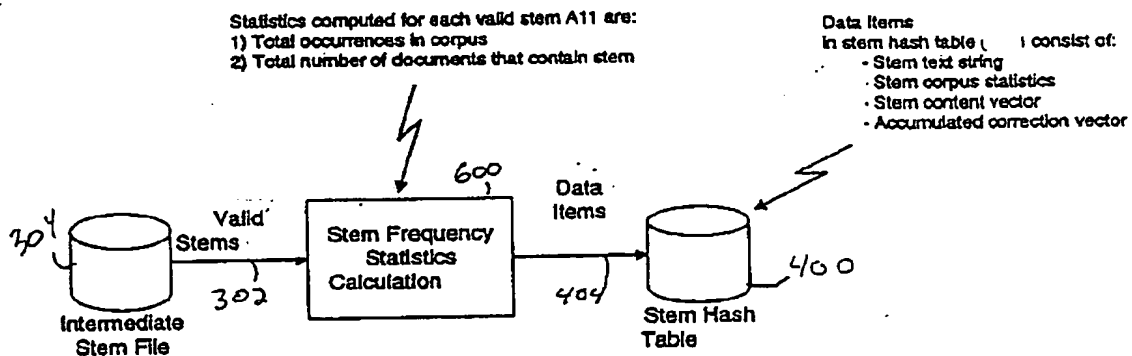 Statistics computed for each valid stem A11 are:
1) Total occurrences in corpus
2) Total number of documents that contain stem
Data Items
in stem hash table ( ) consist of:
- Stem text string
- Stem corpus statistics
- Stem content vector
- Accumulated correction vector
600
304
Valid
Stems
302
Stem Frequency
Statistics
Calculation
Data
Items
404
400
Intermediate
Stem File
Stem Hash
Table